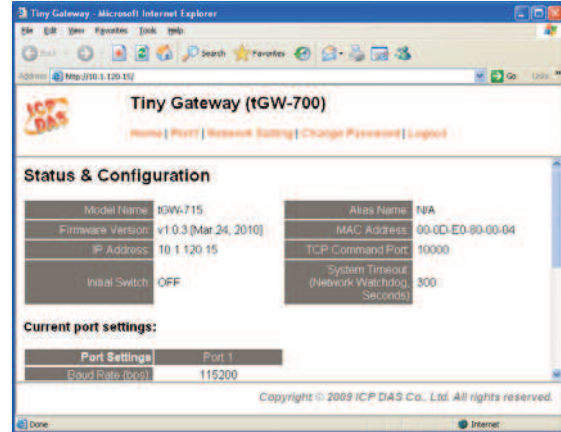 Tiny Gateway - Microsoft Internet Explorer
File Edit View Favorites Tools Help
Back Search Favorites
Address http://10.1.120.15/ Go Links »
ICP DAS
Tiny Gateway (tGW-700)
Home | Port1 | Network Setting | Change Password | Logout
Status & Configuration
Model Name tGW-715 Alias Name N/A
Firmware Version v1.0.3 [Mar.24, 2010] MAC Address 00-0D-E0-80-00-04
IP Address 10.1.120.15 TCP Command Port 10000
Initial Switch OFF System Timeout (Network Watchdog, Seconds) 300
Current port settings:
Port Settings Port 1
Baud Rate (bps) 115200
Copyright © 2009 ICP DAS Co., Ltd. All rights reserved.
Done Internet